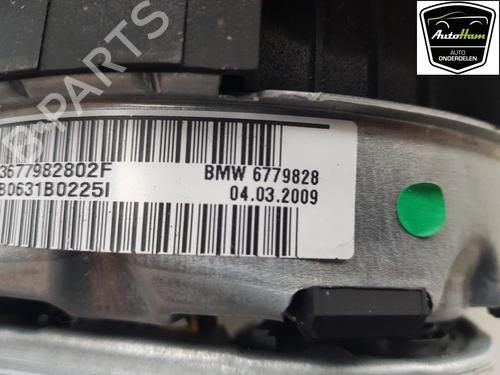 AutoHam
AUTO
ONDERDELEN
B-PARTS
3677982802F
B0631B0225I
BMW 6779828
04.03.2009